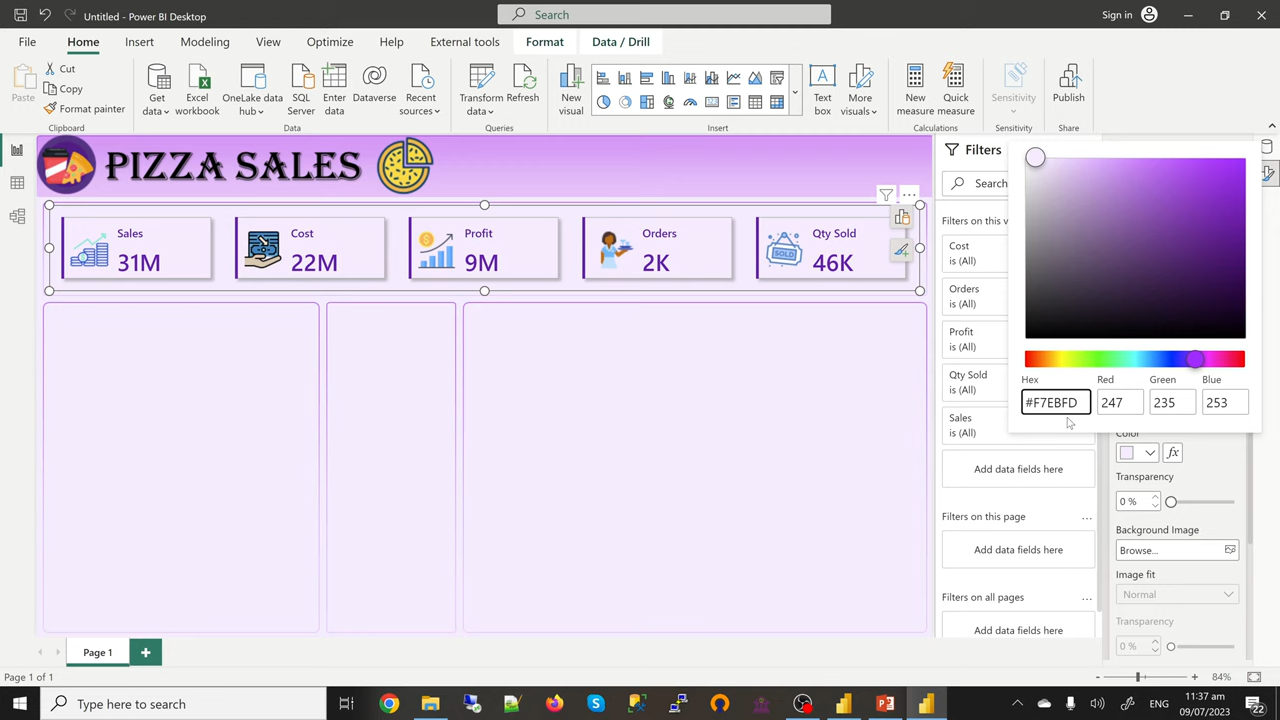 Untitled - Power BI Desktop
Search
Sign in
File
Home
Insert
Modeling
View
Optimize
Help
External tools
Format
Data / Drill
Paste
Cut
Copy
Format painter
Clipboard
Get data
Excel workbook
OneLake data hub
SQL Server
Enter data
Dataverse
Recent sources
Data
Transform data
Refresh
Queries
New visual
Text box
More visuals
Insert
New measure
Quick measure
Calculations
Sensitivity
Sensitivity
Publish
Share
PIZZA SALES
Sales
31M
Cost
22M
Profit
9M
Orders
2K
SOLD
Qty Sold
46K
Filters
Search
Filters on this v
Cost
is (All)
Orders
is (All)
Profit
is (All)
Qty Sold
is (All)
Sales
is (All)
Add data fields here
Filters on this page
...
Add data fields here
Filters on all pages
...
Add data fields here
Hex
Red
Green
Blue
#F7EBFD
247
235
253
Color
fx
Transparency
0 %
Background Image
Browse...
Image fit
Normal
Transparency
0 %
Page 1
Page 1 of 1
- + 84%
Type here to search
ENG
11:37 am
09/07/2023
22